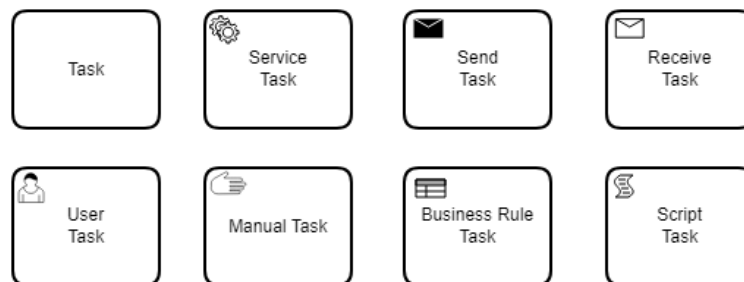 Task
Service
Task
Send
Task
Receive
Task
User
Task
Manual Task
Business Rule
Task
Script
Task